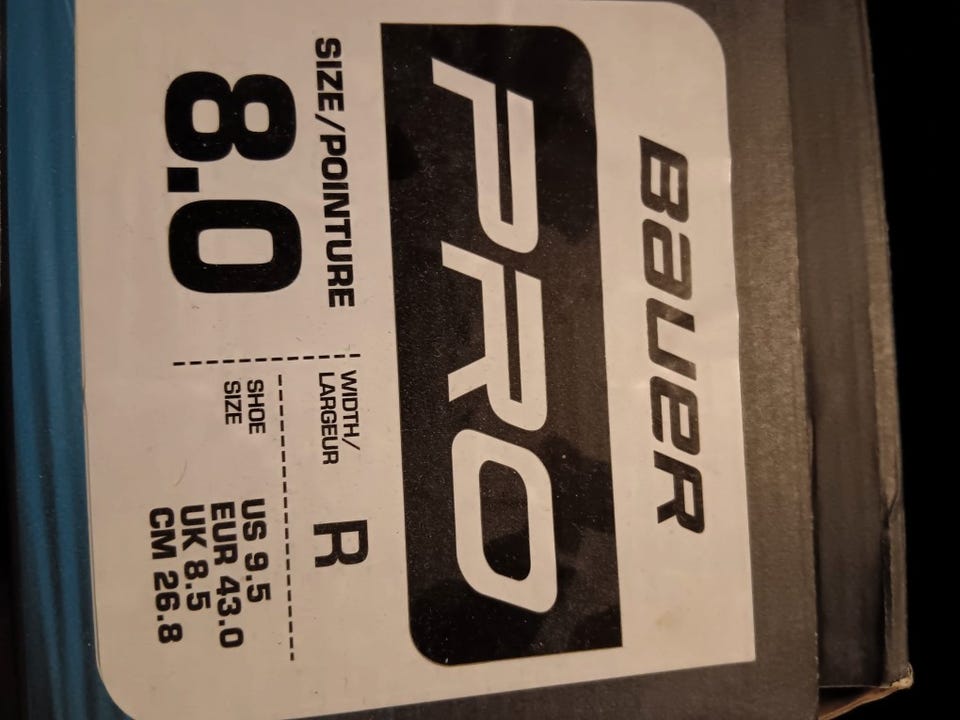 BAUER
PRO
SIZE/POINTURE
8.0
WIDTH/
LARGEUR
R
SHOE
SIZE
US 9.5
EUR 43.0
UK 8.5
CM 26.8